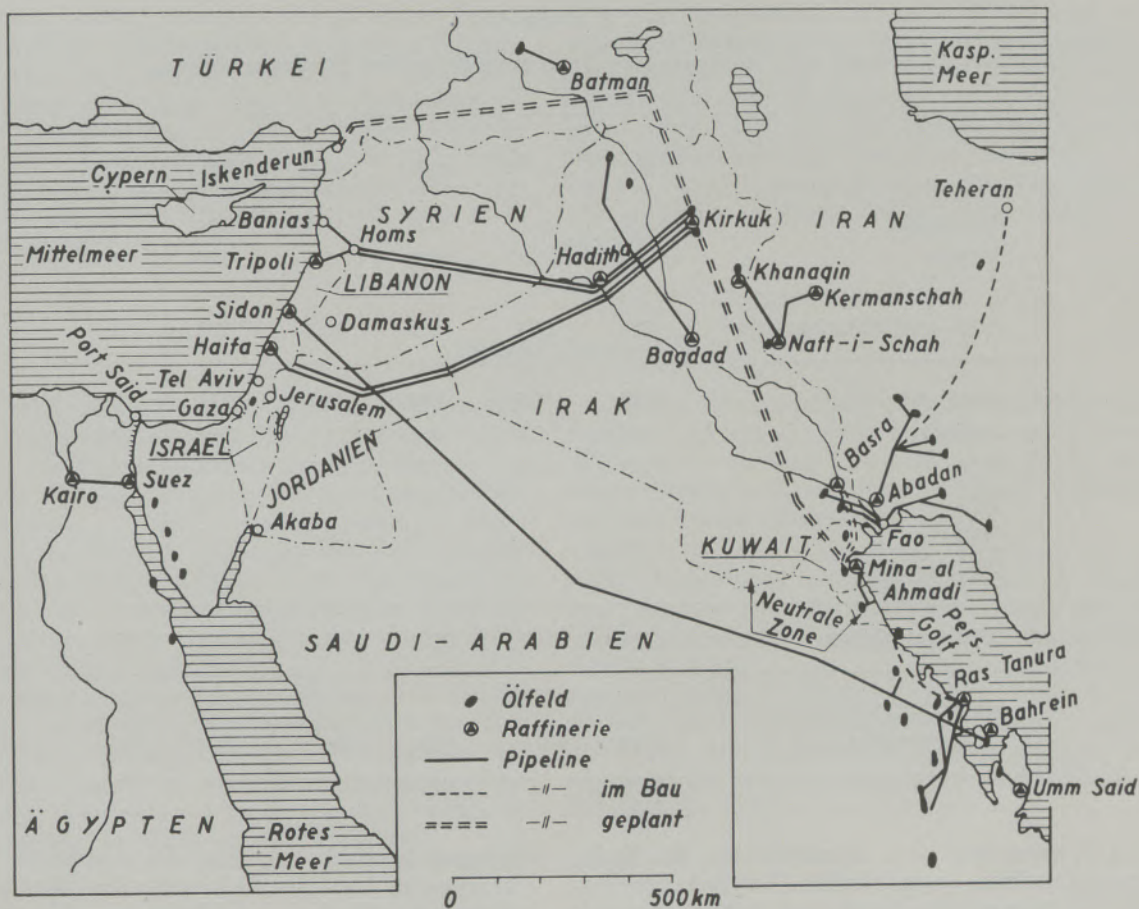 TÜRKEI
Batman
Kasp.
Meer
Iskenderun
Cypern
Teheran
Banias
SYRIEN
Homs
Kirkuk
IRAN
Mittelmeer
Tripoli
Hadith
Khanaqin
LIBANON
Kermanschah
Sidon
Damaskus
Port Said
Haifa
Bagdad
Naft-i-Schah
Tel Aviv
Jerusalem
Gaza
IRAK
ISRAEL
Basra
JORDANIEN
Kairo
Suez
Abadan
Akaba
Fao
KUWAIT
Mina-al
Ahmadi
Neutrale
Zone
Pers.
Golf
SAUDI-ARABIEN
Ras Tanura
Bahrein
Umm Said
Ölfeld
Raffinerie
Pipeline
–"– im Bau
–"– geplant
ÄGYPTEN
Rotes
Meer
0 500 km